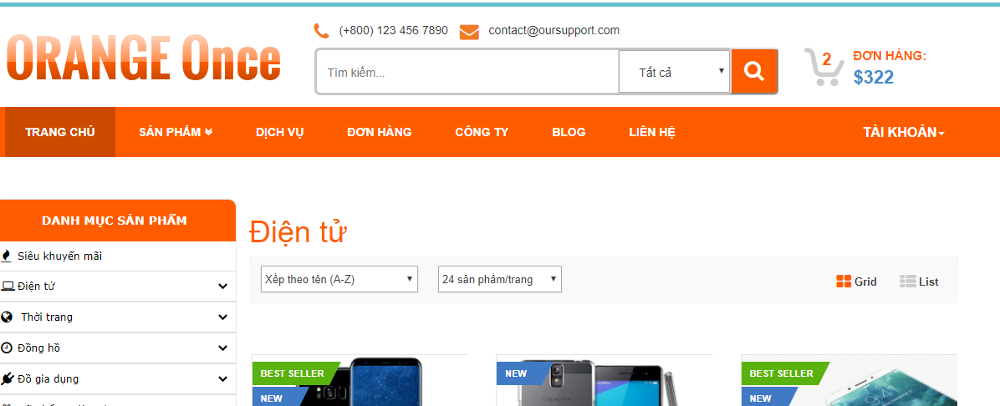 ORANGE Once
(+800) 123 456 7890 contact@oursupport.com
Tìm kiếm... Tất cả
2 ĐƠN HÀNG:
$322
TRANG CHỦ SẢN PHẨM DỊCH VỤ ĐƠN HÀNG CÔNG TY BLOG LIÊN HỆ TÀI KHOẢN
DANH MỤC SẢN PHẨM
Siêu khuyến mãi
Điện tử
Thời trang
Đồng hồ
Đồ gia dụng
Điện tử
Xếp theo tên (A-Z) 24 sản phẩm/trang Grid List
BEST SELLER
NEW
NEW
BEST SELLER
NEW